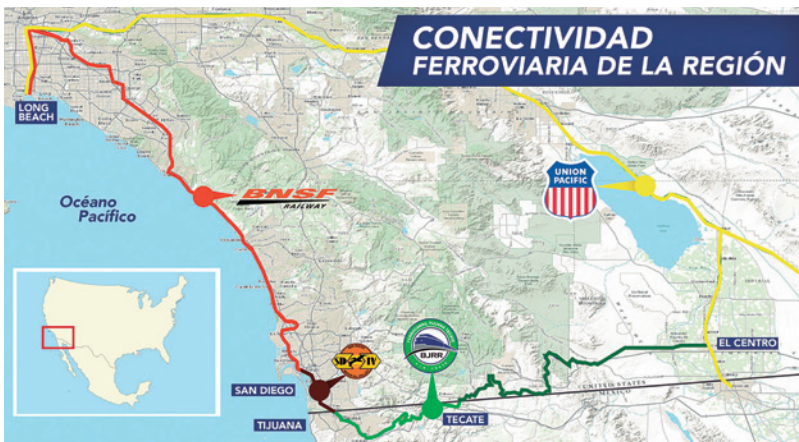 CONECTIVIDAD
FERROVIARIA DE LA REGIÓN
LONG
BEACH
Océano
Pacífico
BNSF
RAILWAY
UNION
PACIFIC
SD IV
BJRR
EL CENTRO
SAN DIEGO
TIJUANA
TECATE
UNITED STATES
MEXICO